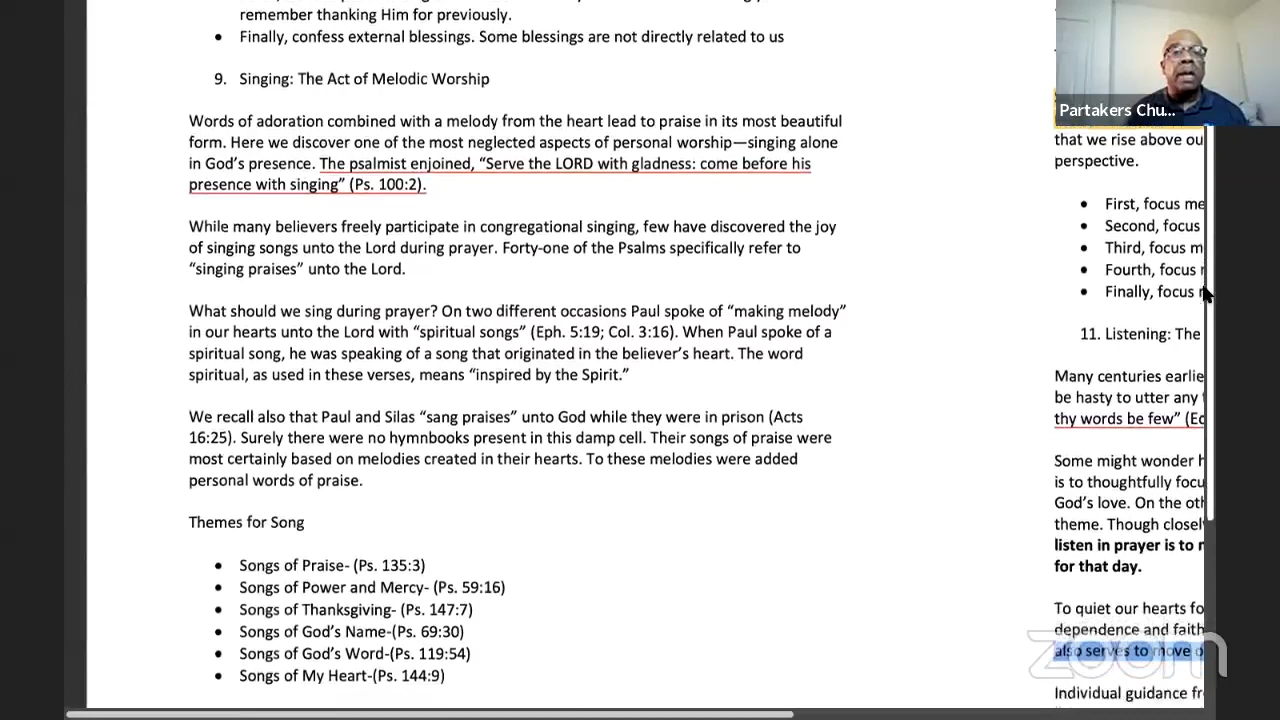 remember thanking Him for previously.
• Finally, confess external blessings. Some blessings are not directly related to us
9. Singing: The Act of Melodic Worship
Words of adoration combined with a melody from the heart lead to praise in its most beautiful
form. Here we discover one of the most neglected aspects of personal worship—singing alone
in God's presence. The psalmist enjoined, “Serve the LORD with gladness: come before his
presence with singing” (Ps. 100:2).
While many believers freely participate in congregational singing, few have discovered the joy
of singing songs unto the Lord during prayer. Forty-one of the Psalms specifically refer to
“singing praises” unto the Lord.
What should we sing during prayer? On two different occasions Paul spoke of “making melody”
in our hearts unto the Lord with “spiritual songs” (Eph. 5:19; Col. 3:16). When Paul spoke of a
spiritual song, he was speaking of a song that originated in the believer's heart. The word
spiritual, as used in these verses, means “inspired by the Spirit.”
We recall also that Paul and Silas “sang praises” unto God while they were in prison (Acts
16:25). Surely there were no hymnbooks present in this damp cell. Their songs of praise were
most certainly based on melodies created in their hearts. To these melodies were added
personal words of praise.
Themes for Song
• Songs of Praise- (Ps. 135:3)
• Songs of Power and Mercy- (Ps. 59:16)
• Songs of Thanksgiving- (Ps. 147:7)
• Songs of God's Name-(Ps. 69:30)
• Songs of God's Word-(Ps. 119:54)
• Songs of My Heart-(Ps. 144:9)
Partakers Chu...
that we rise above ou
perspective.
• First, focus me
• Second, focus
• Third, focus m
• Fourth, focus
• Finally, focus
11. Listening: The
Many centuries earlie
be hasty to utter any
thy words be few” (Ec
Some might wonder h
is to thoughtfully focu
God's love. On the oth
theme. Though closel
listen in prayer is to
for that day.
To quiet our hearts fo
dependence and faith
also serves to move o
Individual guidance fr
zoom